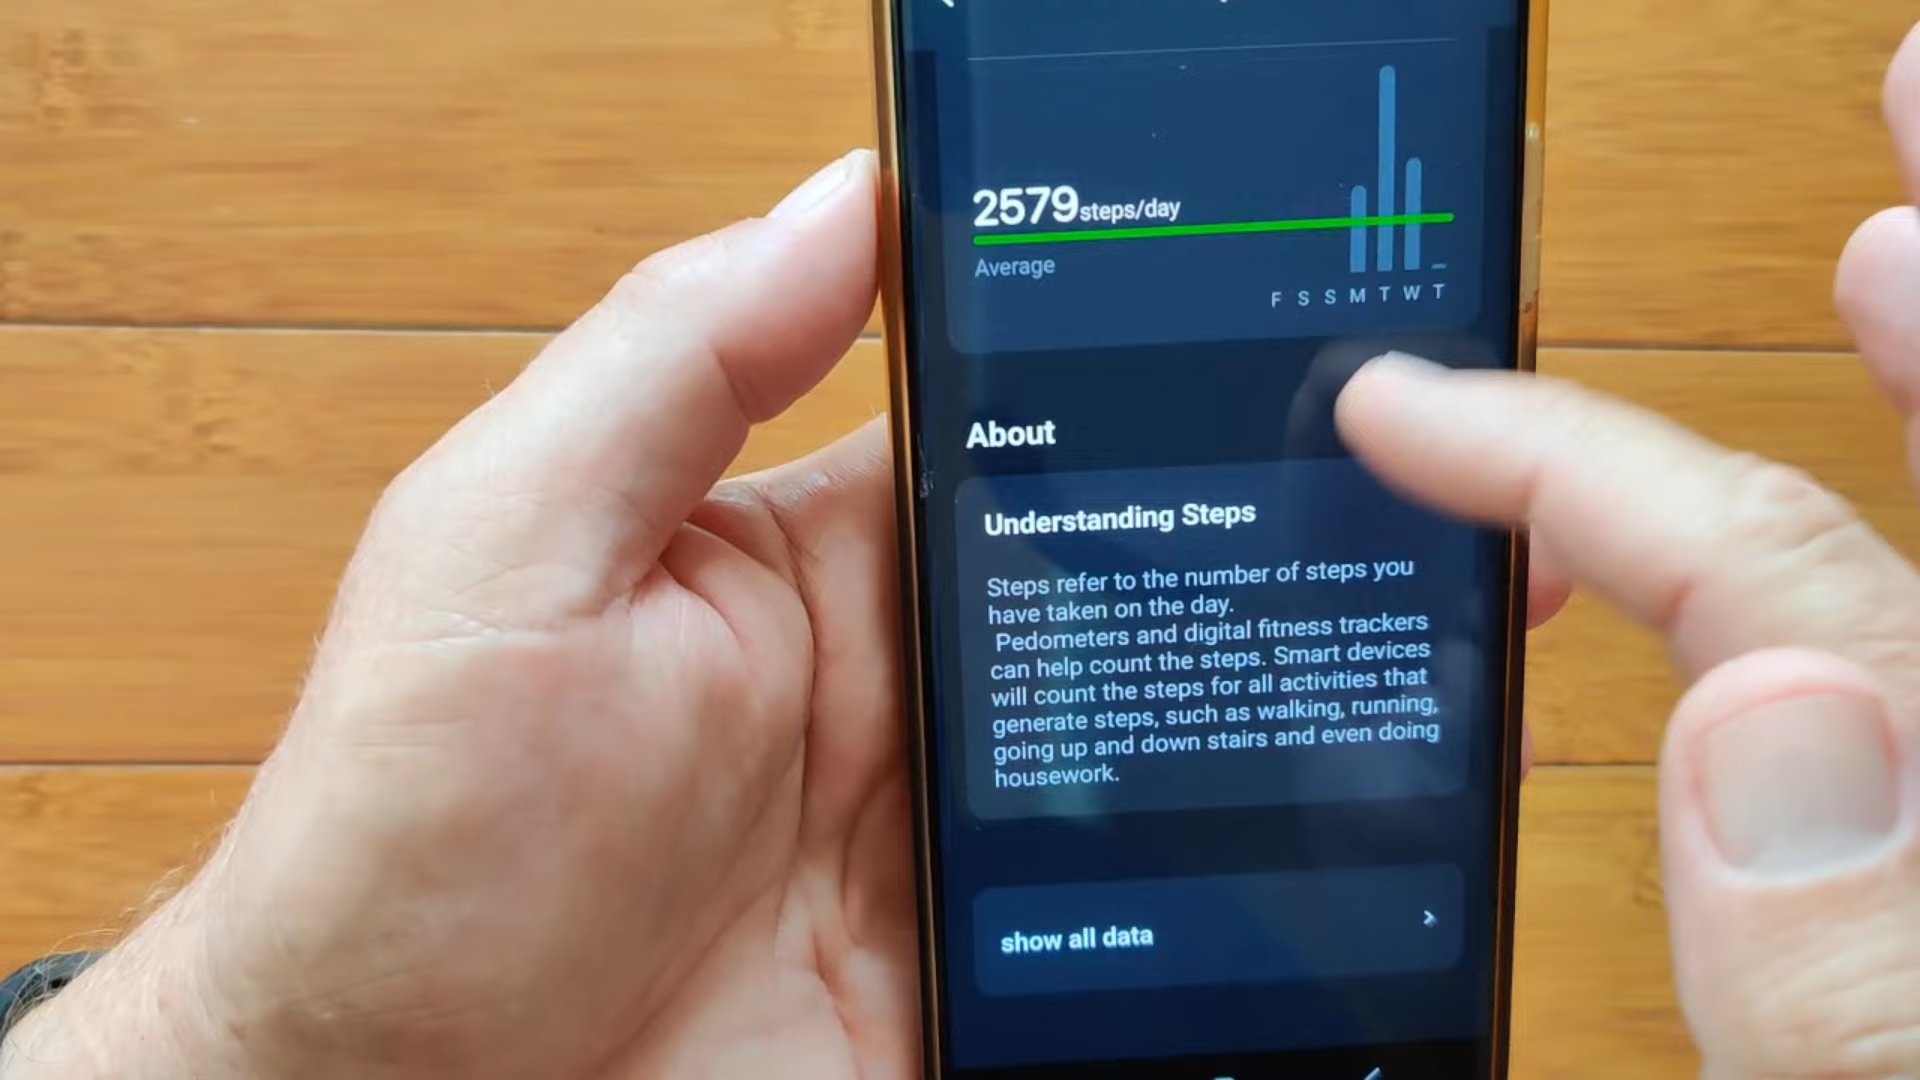 2579steps/day
Average
F S S M T W T
About
Understanding Steps
Steps refer to the number of steps you
have taken on the day.
Pedometers and digital fitness trackers
can help count the steps. Smart devices
will count the steps for all activities that
generate steps, such as walking, running,
going up and down stairs and even doing
housework.
show all data